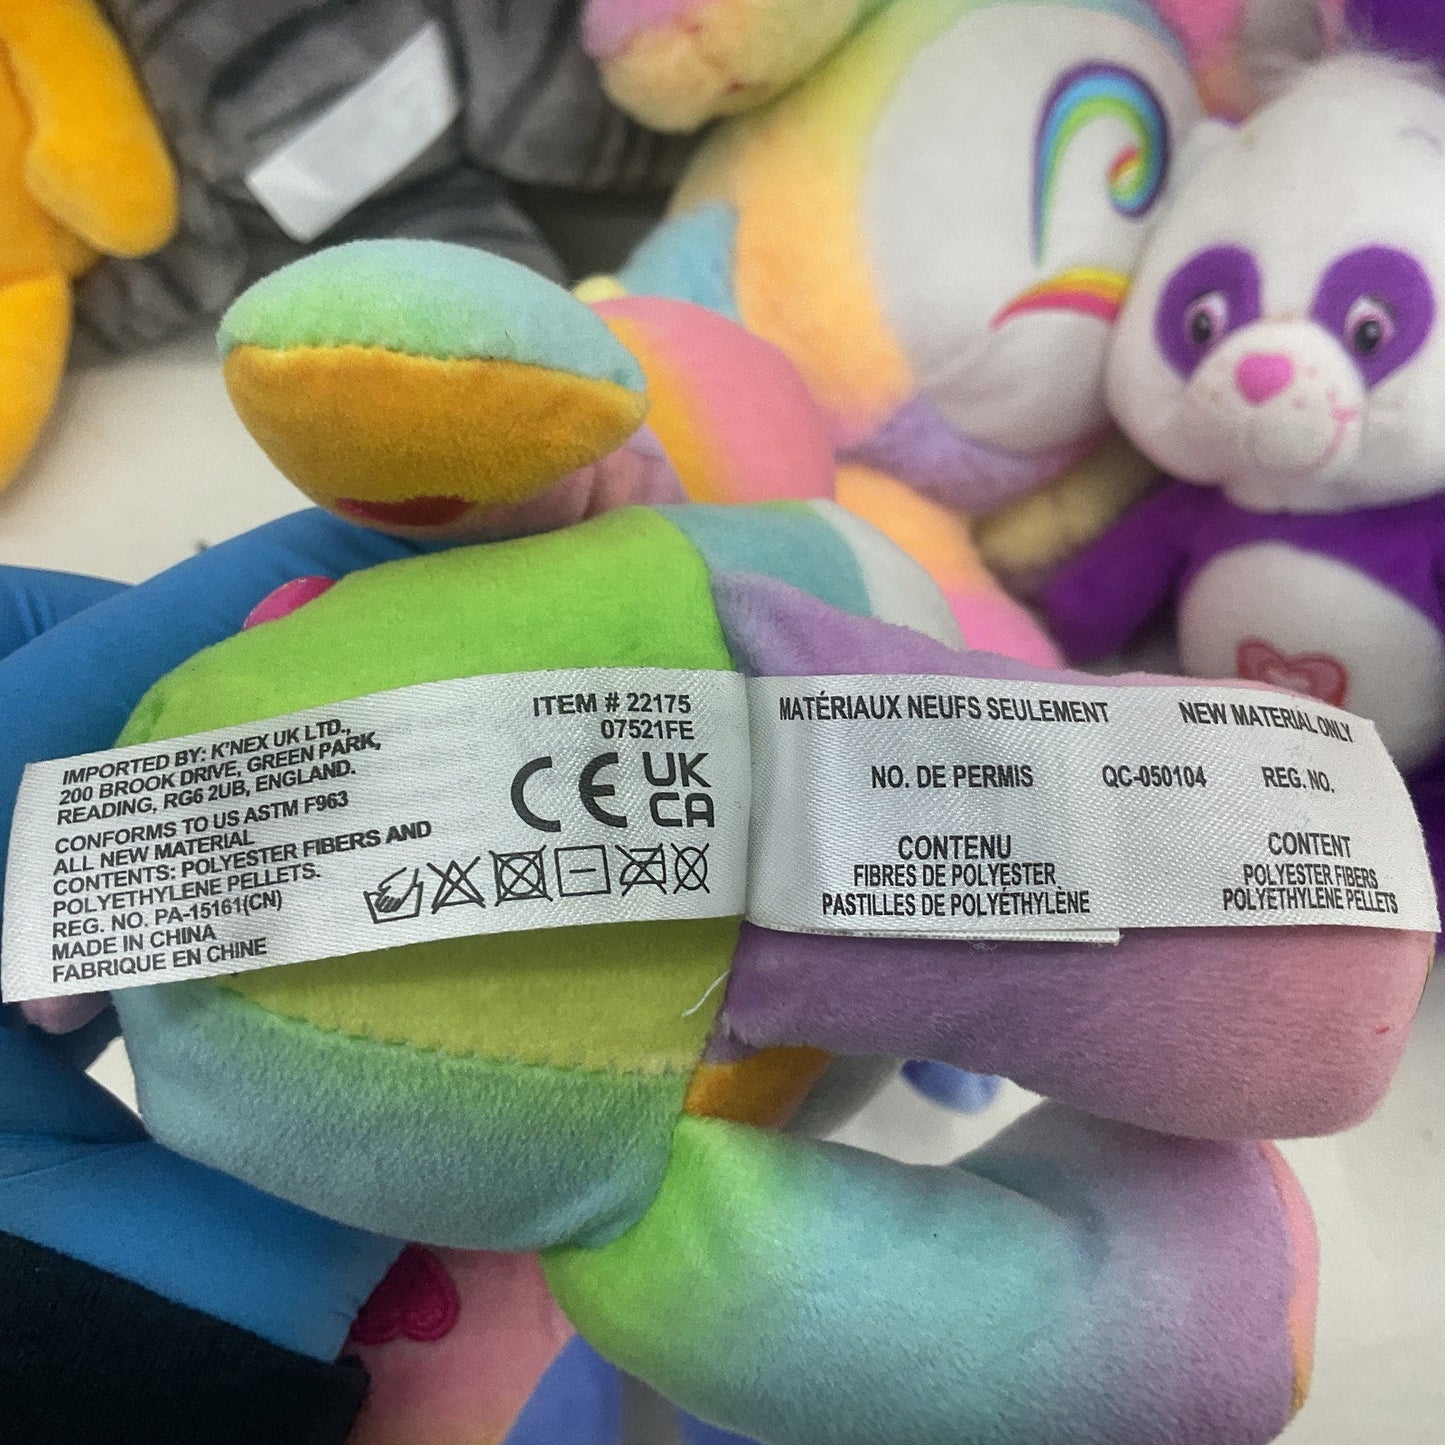 IMPORTED BY: K'NEX UK LTD.,
200 BROOK DRIVE, GREEN PARK,
READING, RG6 2UB, ENGLAND.
CONFORMS TO US ASTM F963
ALL NEW MATERIAL
CONTENTS: POLYESTER FIBERS AND
POLYETHYLENE PELLETS.
REG. NO. PA-15161(CN)
MADE IN CHINA
FABRIQUE EN CHINE
ITEM # 22175
07521FE
CE UK
CA
MATÉRIAUX NEUFS SEULEMENT NEW MATERIAL ONLY
NO. DE PERMIS QC-050104 REG. NO.
CONTENU CONTENT
FIBRES DE POLYESTER POLYESTER FIBERS
PASTILLES DE POLYÉTHYLÈNE POLYETHYLENE PELLETS